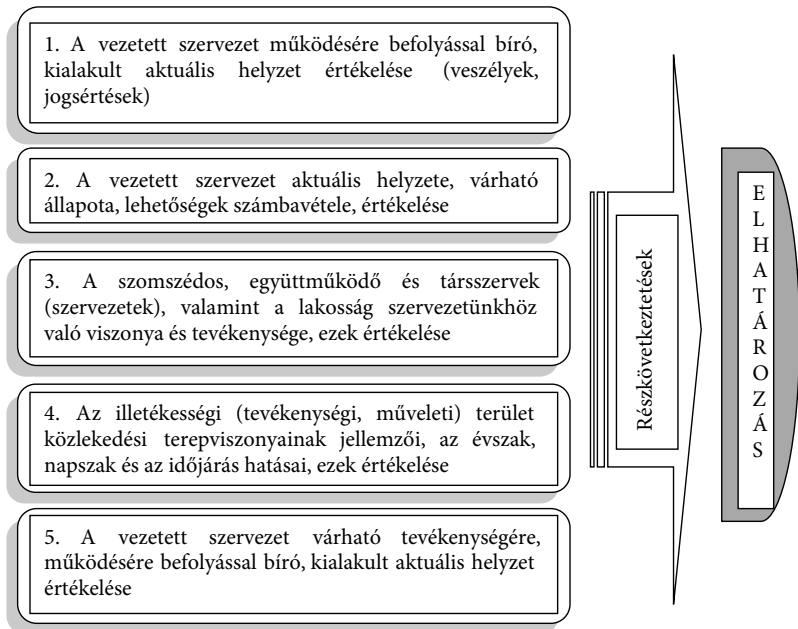 1. A vezetett szervezet működésére befolyással bíró,
kialakult aktuális helyzet értékelése (veszélyek,
jogsértések)
2. A vezetett szervezet aktuális helyzete, várható
állapota, lehetőségek számbavétele, értékelése
3. A szomszédos, együttműködő és társszervek
(szervezetek), valamint a lakosság szervezetünkhöz
való viszonya és tevékenysége, ezek értékelése
4. Az illetékességi (tevékenységi, műveleti) terület
közlekedési terepviszonyainak jellemzői, az évszak,
napszak és az időjárás hatásai, ezek értékelése
5. A vezetett szervezet várható tevékenységére,
működésére befolyással bíró, kialakult aktuális helyzet
értékelése
Részkövetkeztetések
ELHATÁROZÁS